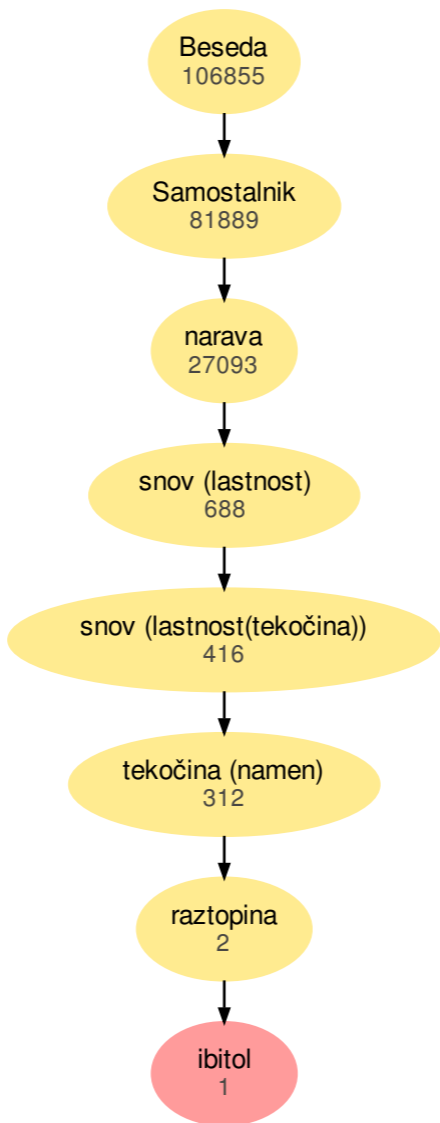 Beseda
106855
Samostalnik
81889
narava
27093
snov (lastnost)
688
snov (lastnost(tekočina))
416
tekočina (namen)
312
raztopina
2
ibitol
1